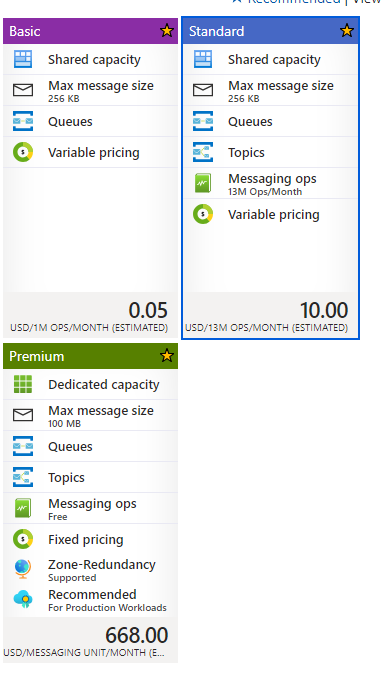 Recommended | View
Basic
Shared capacity
Max message size
256 KB
Queues
Variable pricing
0.05
USD/1M OPS/MONTH (ESTIMATED)
Standard
Shared capacity
Max message size
256 KB
Queues
Topics
Messaging ops
13M Ops/Month
Variable pricing
10.00
USD/13M OPS/MONTH (ESTIMATED)
Premium
Dedicated capacity
Max message size
100 MB
Queues
Topics
Messaging ops
Free
Fixed pricing
Zone-Redundancy
Supported
Recommended
For Production Workloads
668.00
USD/MESSAGING UNIT/MONTH (E...